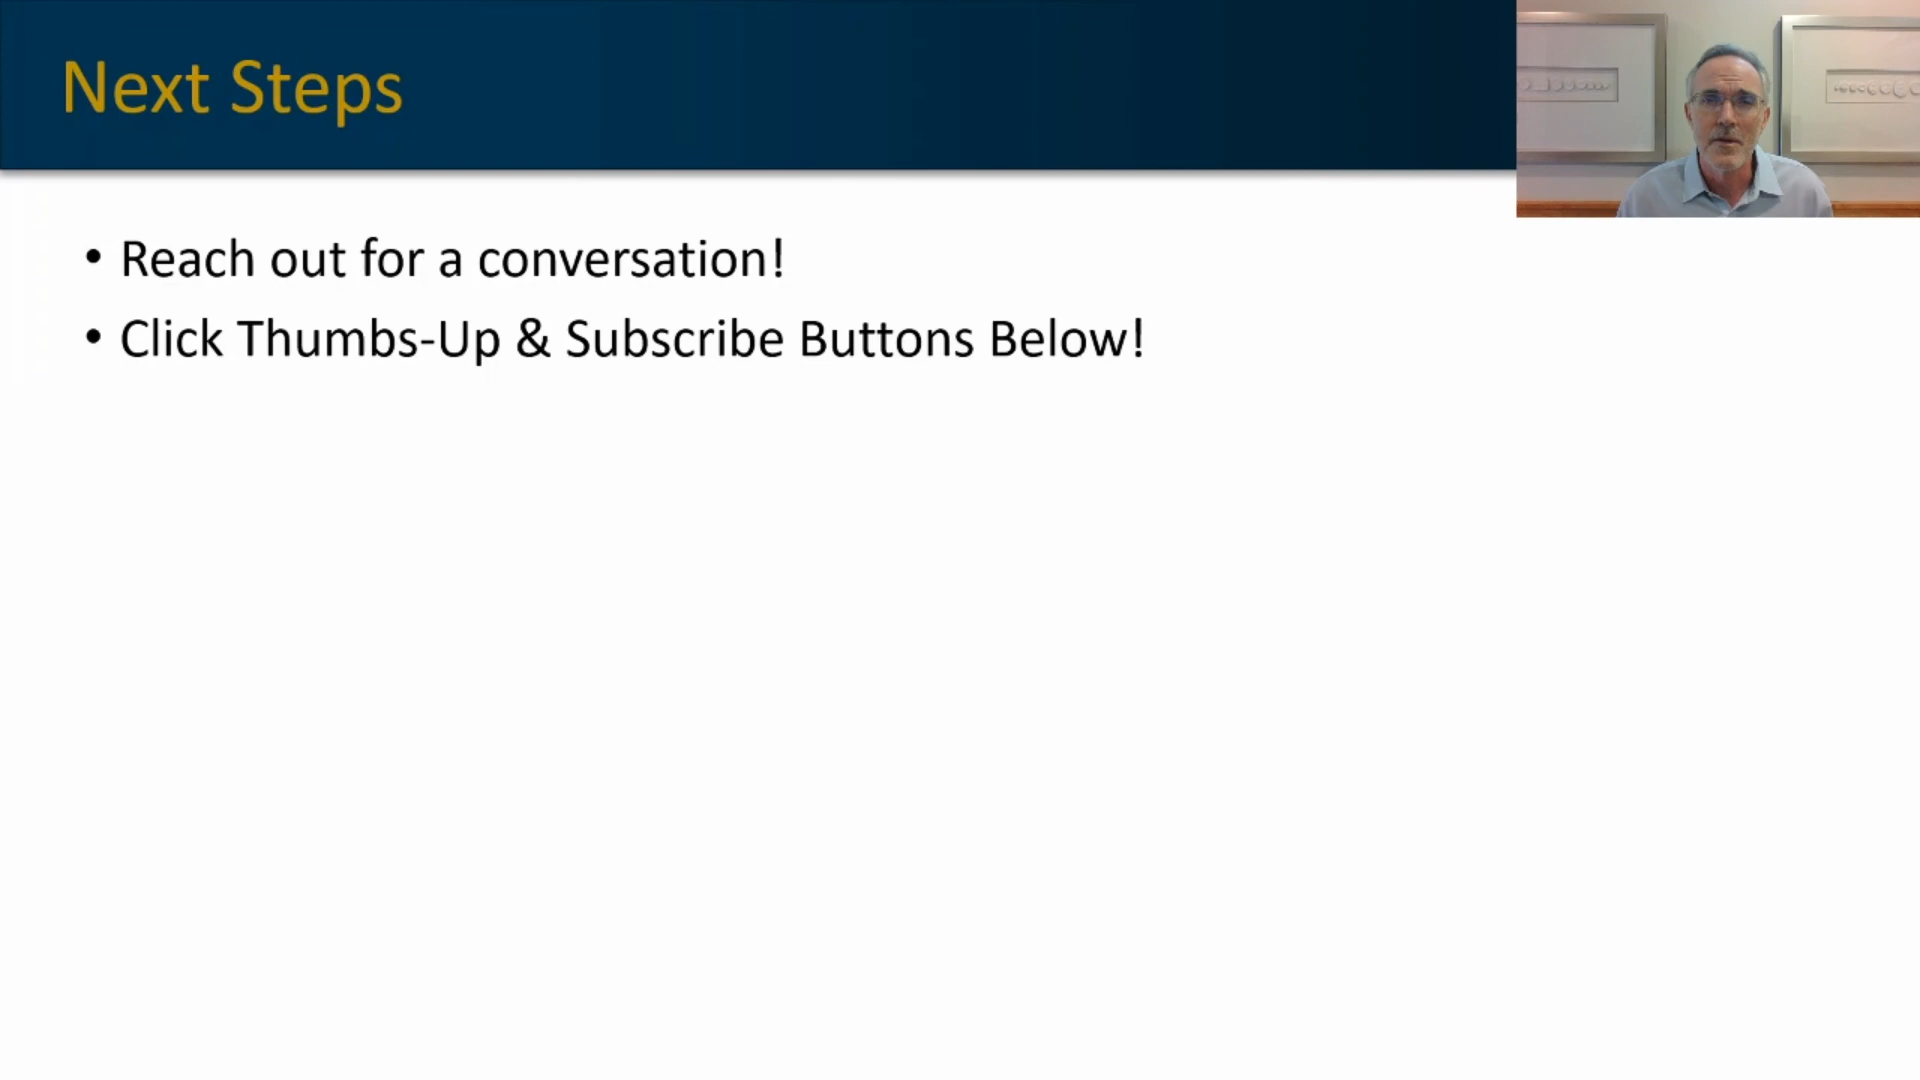 Next Steps
• Reach out for a conversation!
• Click Thumbs-Up & Subscribe Buttons Below!